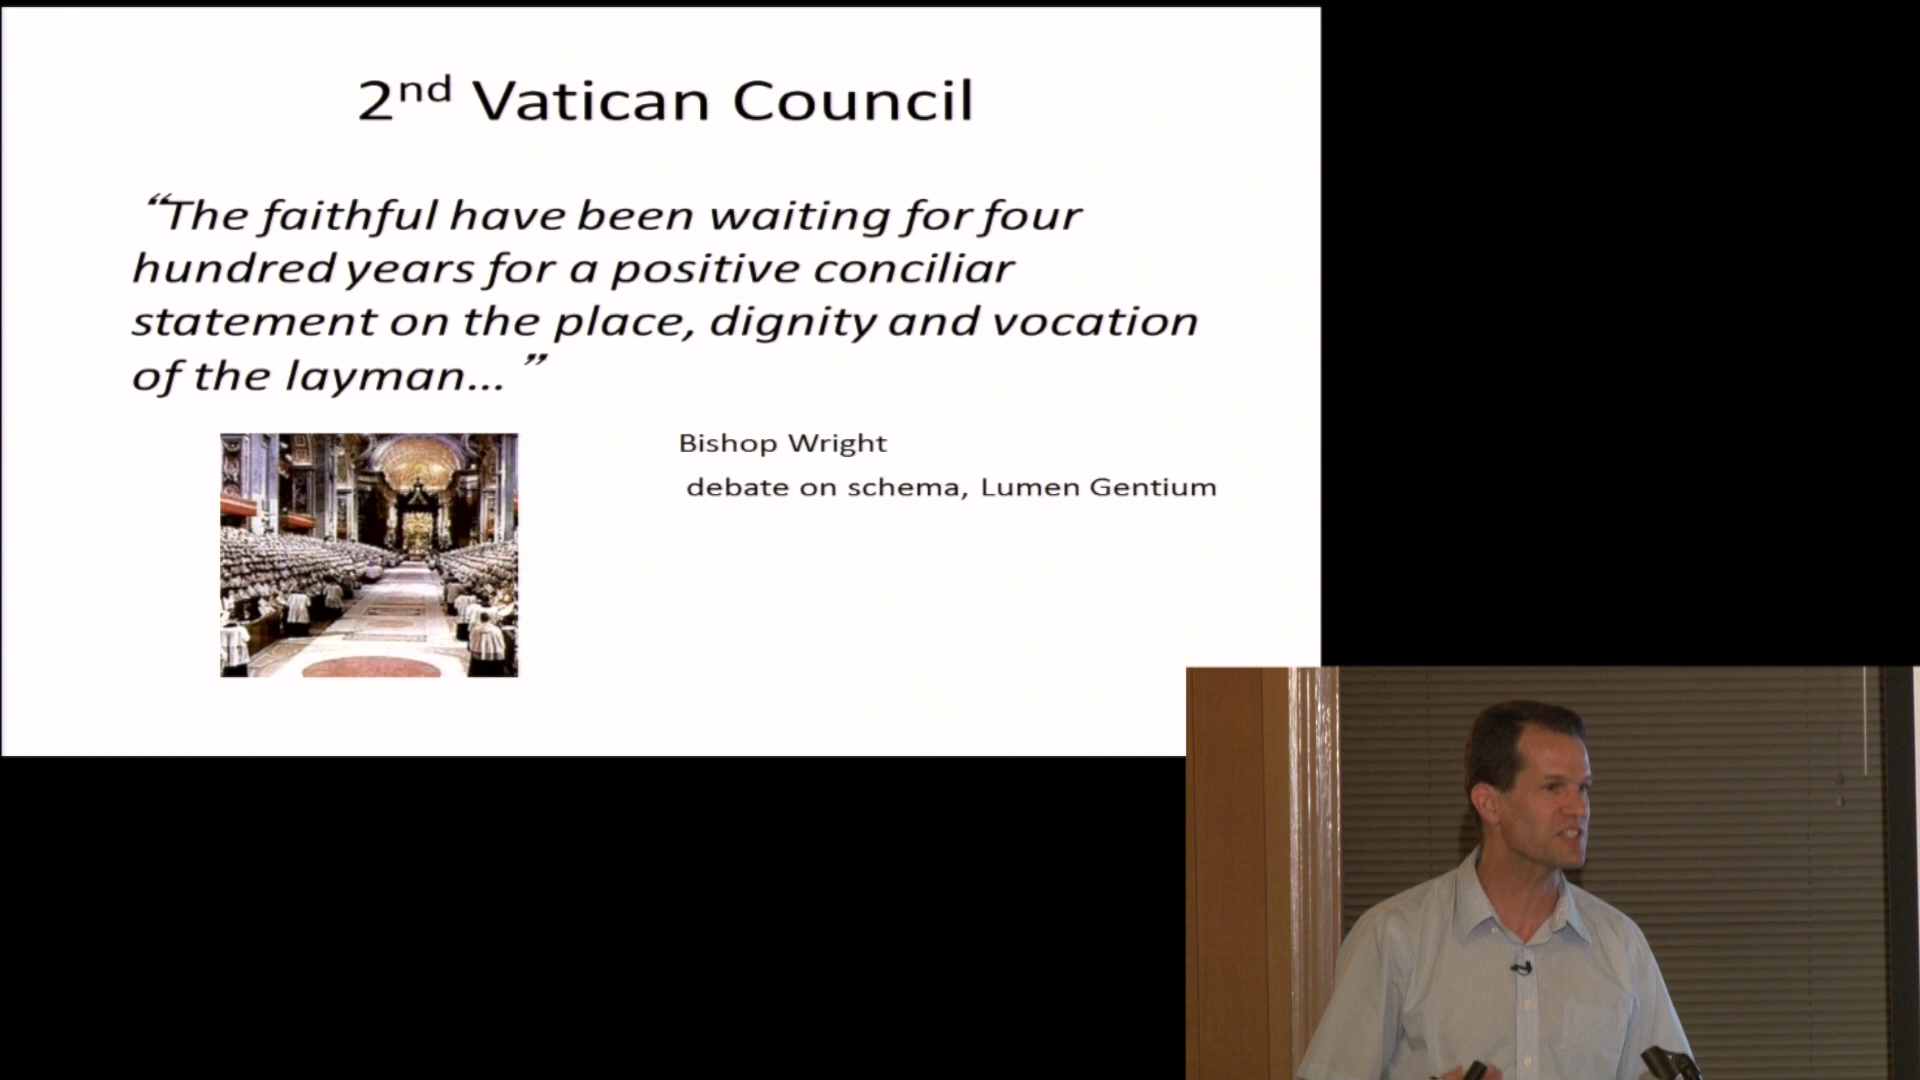 2nd Vatican Council
“The faithful have been waiting for four
hundred years for a positive conciliar
statement on the place, dignity and vocation
of the layman... ”
Bishop Wright
debate on schema, Lumen Gentium